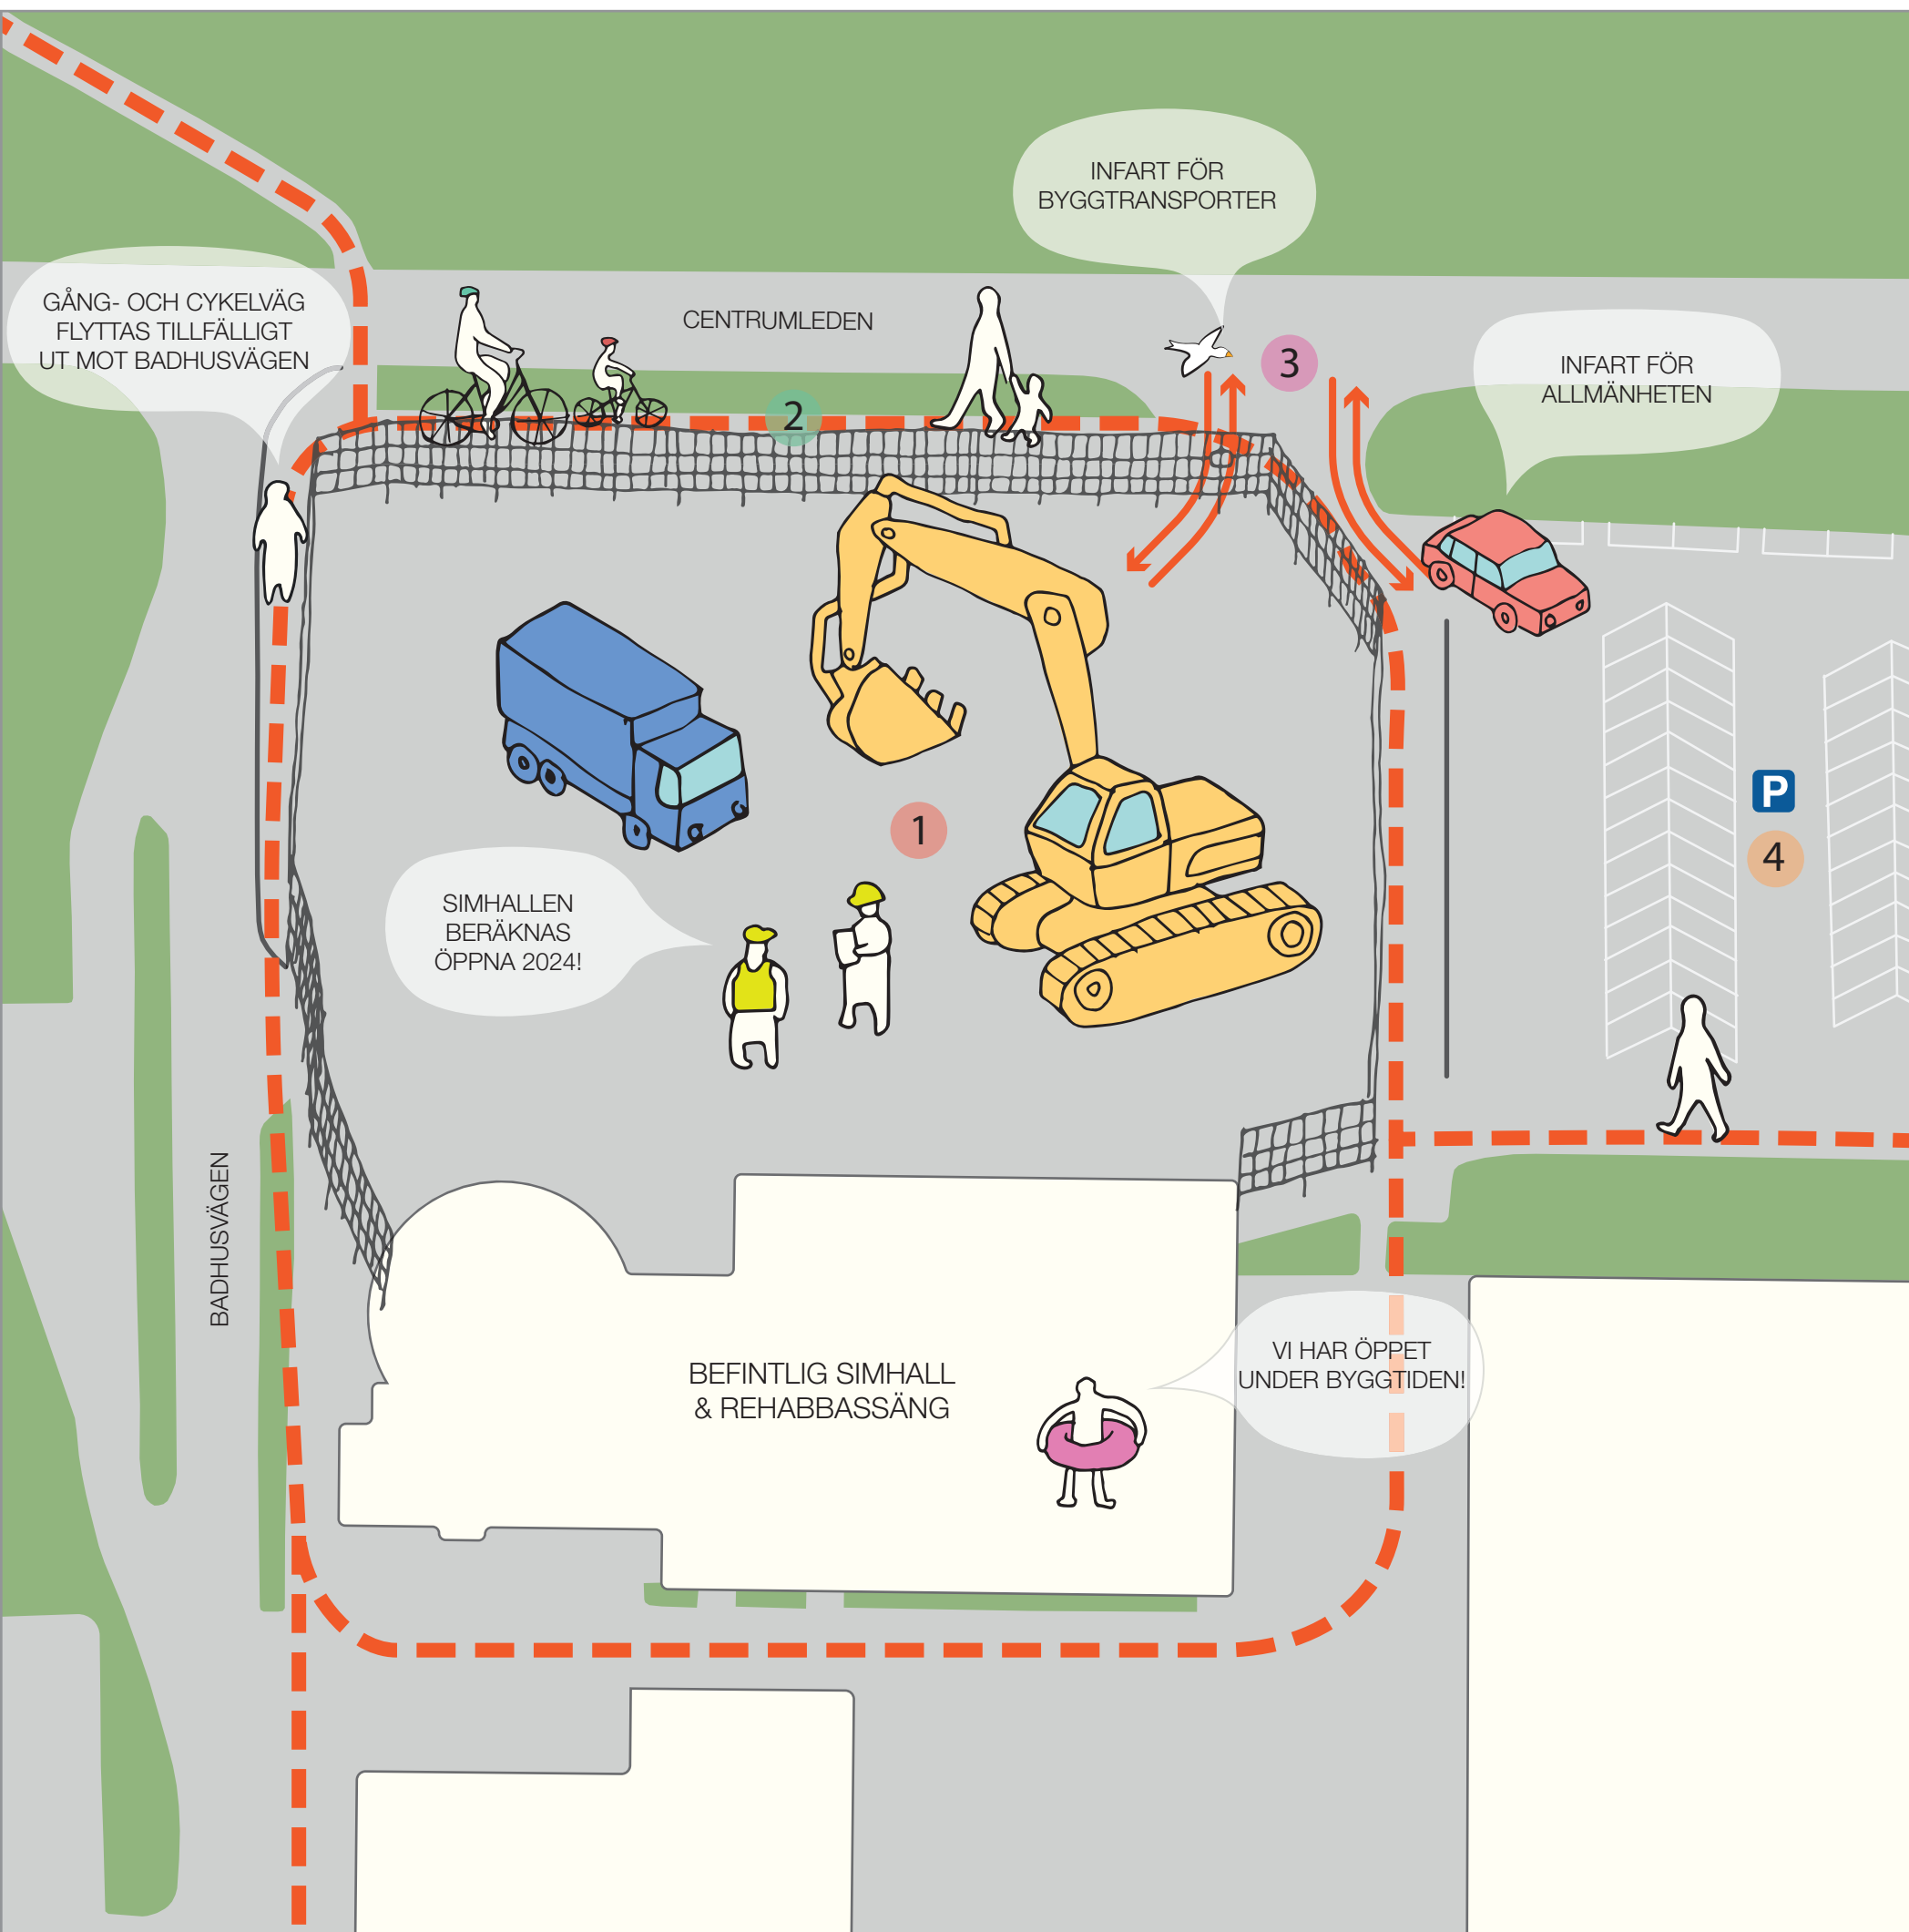 INFART FÖR
BYGGTRANSPORTER
GÅNG- OCH CYKELVÄG
FLYTTAS TILLFÄLLIGT
UT MOT BADHUSVÄGEN
CENTRUMLEDEN
3
INFART FÖR
ALLMÄNHETEN
2
P
1
4
SIMHALLEN
BERÄKNAS
ÖPPNA 2024!
BADHUSVÄGEN
BEFINTLIG SIMHALL
& REHABBASSÄNG
VI HAR ÖPPET
UNDER BYGGTIDEN!